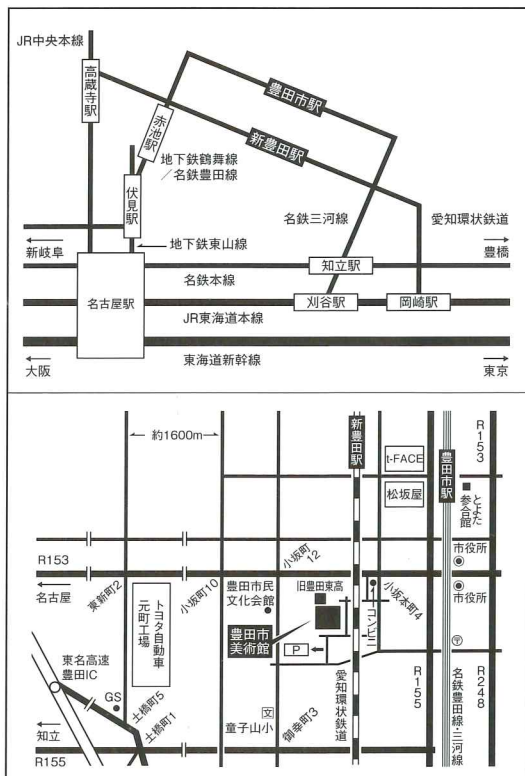 JR中央本線
高蔵寺駅
赤池駅
豊田市駅
新豊田駅
地下鉄鶴舞線
／名鉄豊田線
伏見駅
名鉄三河線
愛知環状鉄道
新岐阜
地下鉄東山線
豊橋
知立駅
名鉄本線
名古屋駅
刈谷駅
岡崎駅
JR東海道本線
大阪
東海道新幹線
東京
約1600m
新豊田駅
t-FACE
松坂屋
豊田市駅
R153
とよた
参合館
R153
名古屋
東新町2
トヨタ自動車
元町工場
小坂町10
豊田市民
文化会館
小坂町12
旧豊田東高
コンビニ
小坂本町4
市役所
市役所
豊田市
美術館
P
東名高速
豊田IC
GS
土橋町5
土橋町1
知立
R155
文
童子山小
御幸町3
愛知環状鉄道
R155
〒
名鉄豊田線・三河線
R248